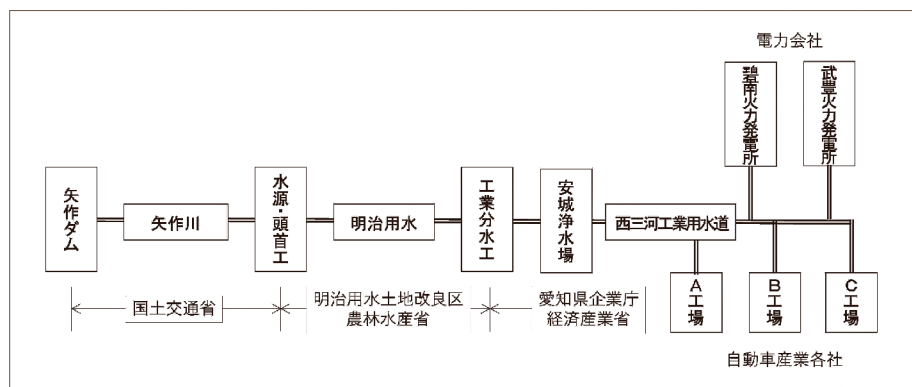 電力会社
碧南火力発電所
武豊火力発電所
矢作ダム
矢作川
水源・頭首工
明治用水
工業分水工
安城浄水場
西三河工業用水道
国土交通省
明治用水土地改良区
農林水産省
愛知県企業庁
経済産業省
A工場
B工場
C工場
自動車産業各社